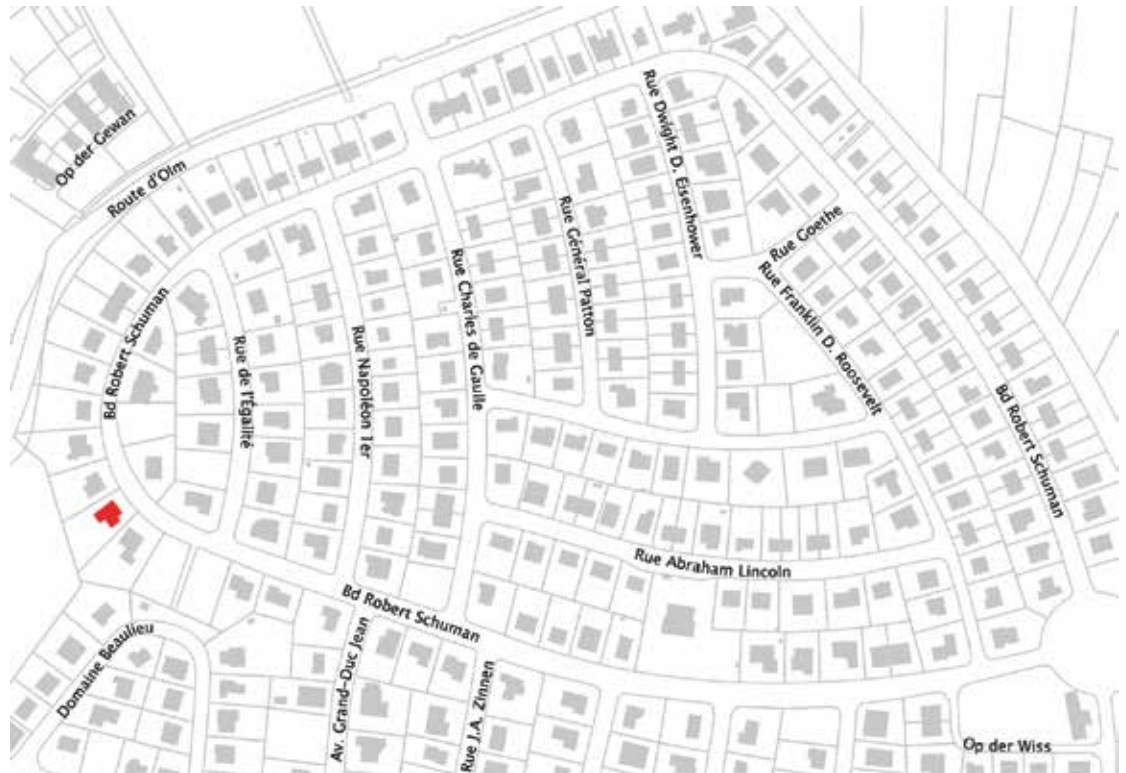 Op der Gewan
Route d'Olm
Rue Dwight D. Eisenhower
Rue Général Patton
Rue Goethe
Rue Charles de Gaulle
Rue Franklin D. Roosevelt
Bd Robert Schuman
Rue de l'Égalité
Rue Napoléon 1er
Bd Robert Schuman
Rue Abraham Lincoln
Bd Robert Schuman
Domaine Beaulieu
Av. Grand-Duc Jean
Rue J.A. Zinnen
Op der Wiss